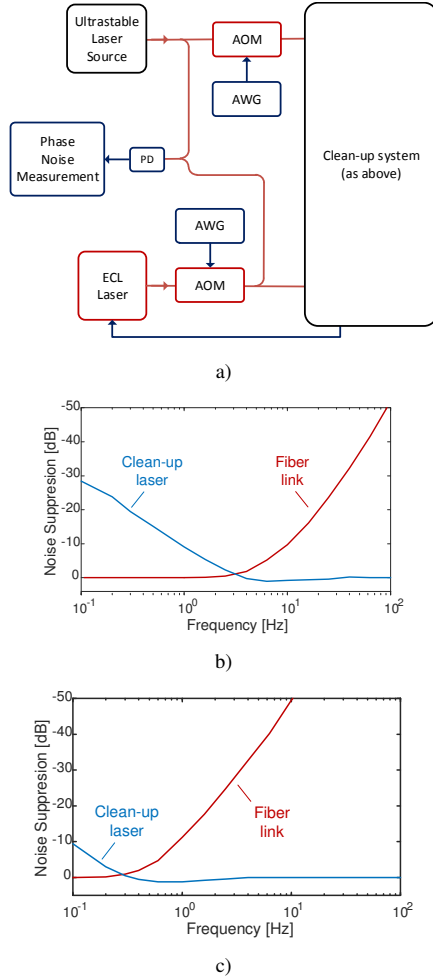 Ultrastable
Laser
Source
AOM
AWG
Phase
Noise
Measurement
PD
Clean-up system
(as above)
AWG
ECL
Laser
AOM
a)
Noise Suppresion [dB]
-50
-40
-30
-20
-10
0
Clean-up
laser
Fiber
link
10-1
100
101
102
Frequency [Hz]
b)
Noise Suppresion [dB]
-50
-40
-30
-20
-10
0
Clean-up
laser
Fiber
link
10-1
100
101
102
Frequency [Hz]
c)